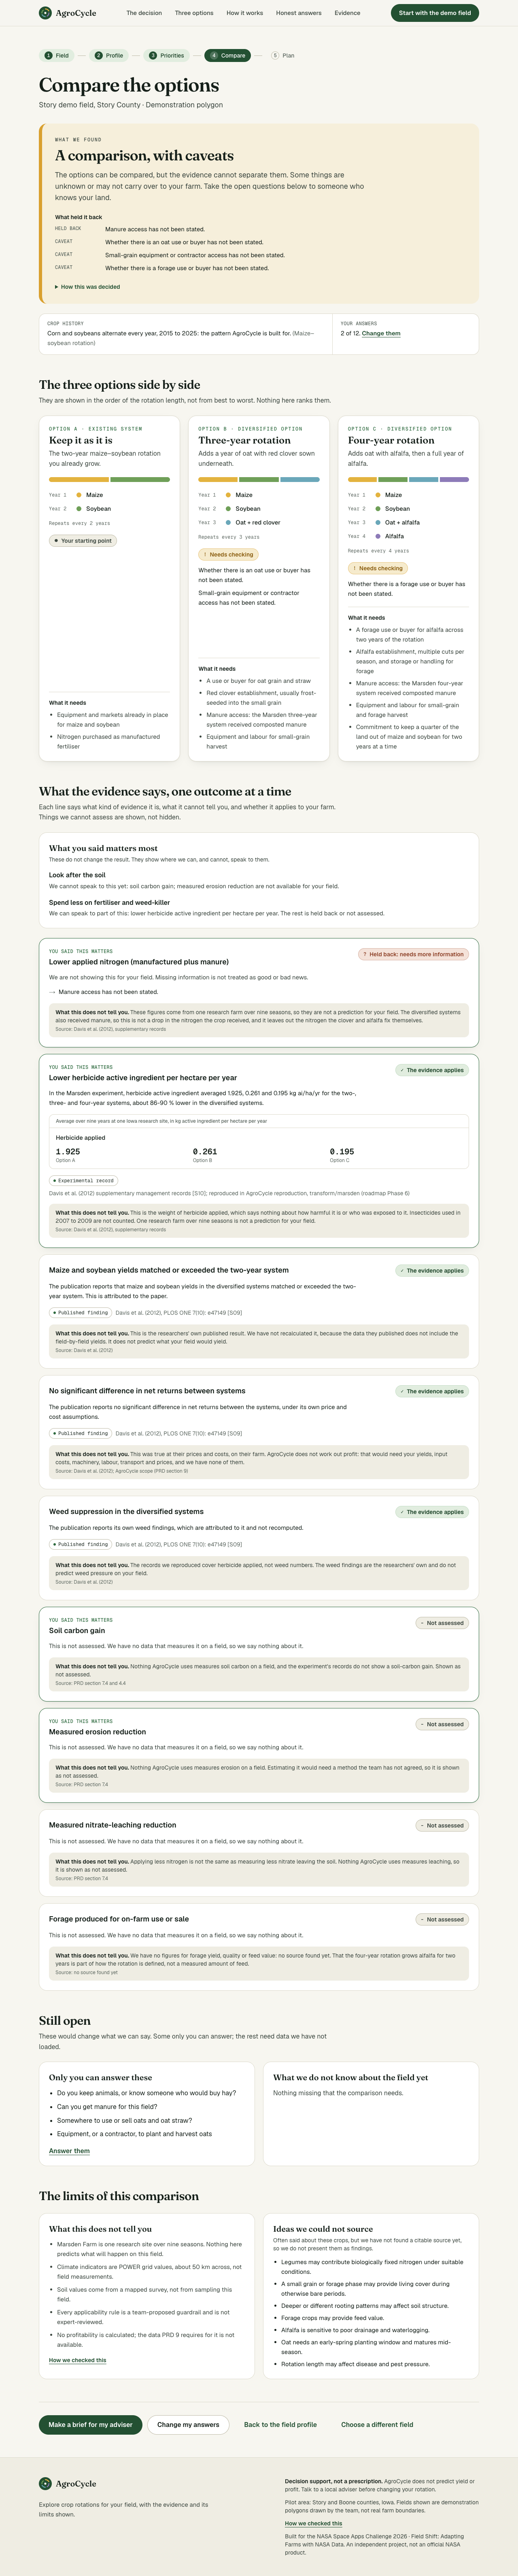 AgroCycle
The decision
Three options
How it works
Honest answers
Evidence
Start with the demo field
1 Field
2 Profile
3 Priorities
4 Compare
5 Plan
Compare the options
Story demo field, Story County · Demonstration polygon
WHAT WE FOUND
A comparison, with caveats
The options can be compared, but the evidence cannot separate them. Some things are
unknown or may not carry over to your farm. Take the open questions below to someone who
knows your land.
What held it back
HELD BACK Manure access has not been stated.
CAVEAT Whether there is an oat use or buyer has not been stated.
CAVEAT Small-grain equipment or contractor access has not been stated.
CAVEAT Whether there is a forage use or buyer has not been stated.
▶ How this was decided
CROP HISTORY
Corn and soybeans alternate every year, 2015 to 2025: the pattern AgroCycle is built for. (Maize–
soybean rotation)
YOUR ANSWERS
2 of 12. Change them
The three options side by side
They are shown in the order of the rotation length, not from best to worst. Nothing here ranks them.
OPTION A · EXISTING SYSTEM
Keep it as it is
The two-year maize–soybean rotation
you already grow.
Year 1 Maize
Year 2 Soybean
Repeats every 2 years
Your starting point
What it needs
• Equipment and markets already in place
for maize and soybean
• Nitrogen purchased as manufactured
fertiliser
OPTION B · DIVERSIFIED OPTION
Three-year rotation
Adds a year of oat with red clover sown
underneath.
Year 1 Maize
Year 2 Soybean
Year 3 Oat + red clover
Repeats every 3 years
! Needs checking
Whether there is an oat use or buyer has
not been stated.
Small-grain equipment or contractor
access has not been stated.
What it needs
• A use or buyer for oat grain and straw
• Red clover establishment, usually frost-
seeded into the small grain
• Manure access: the Marsden three-year
system received composted manure
• Equipment and labour for small-grain
harvest
OPTION C · DIVERSIFIED OPTION
Four-year rotation
Adds oat with alfalfa, then a full year of
alfalfa.
Year 1 Maize
Year 2 Soybean
Year 3 Oat + alfalfa
Year 4 Alfalfa
Repeats every 4 years
! Needs checking
Whether there is a forage use or buyer has
not been stated.
What it needs
• A forage use or buyer for alfalfa across
two years of the rotation
• Alfalfa establishment, multiple cuts per
season, and storage or handling for
forage
• Manure access: the Marsden four-year
system received composted manure
• Equipment and labour for small-grain
and forage harvest
• Commitment to keep a quarter of the
land out of maize and soybean for two
years at a time
What the evidence says, one outcome at a time
Each line says what kind of evidence it is, what it cannot tell you, and whether it applies to your farm.
Things we cannot assess are shown, not hidden.
What you said matters most
These do not change the result. They show where we can, and cannot, speak to them.
Look after the soil
We cannot speak to this yet: soil carbon gain; measured erosion reduction are not available for your field.
Spend less on fertiliser and weed-killer
We can speak to part of this: lower herbicide active ingredient per hectare per year. The rest is held back or not assessed.
YOU SAID THIS MATTERS
Lower applied nitrogen (manufactured plus manure)
? Held back: needs more information
We are not showing this for your field. Missing information is not treated as good or bad news.
→ Manure access has not been stated.
What this does not tell you. These figures come from one research farm over nine seasons, so they are not a prediction for your field. The diversified systems
also received manure, so this is not a drop in the nitrogen the crop received, and it leaves out the nitrogen the clover and alfalfa fix themselves.
Source: Davis et al. (2012), supplementary records
YOU SAID THIS MATTERS
Lower herbicide active ingredient per hectare per year
✓ The evidence applies
In the Marsden experiment, herbicide active ingredient averaged 1.925, 0.261 and 0.195 kg ai/ha/yr for the two-,
three- and four-year systems, about 86-90 % lower in the diversified systems.
Average over nine years at one Iowa research site, in kg active ingredient per hectare per year
Herbicide applied
1.925 0.261 0.195
Option A Option B Option C
Experimental record
Davis et al. (2012) supplementary management records [S10]; reproduced in AgroCycle reproduction, transform/marsden (roadmap Phase 6)
What this does not tell you. This is the weight of herbicide applied, which says nothing about how harmful it is or who was exposed to it. Insecticides used in
2007 to 2009 are not counted. One research farm over nine seasons is not a prediction for your field.
Source: Davis et al. (2012), supplementary records
Maize and soybean yields matched or exceeded the two-year system
✓ The evidence applies
The publication reports that maize and soybean yields in the diversified systems matched or exceeded the two-
year system. This is attributed to the paper.
Published finding Davis et al. (2012), PLOS ONE 7(10): e47149 [S09]
What this does not tell you. This is the researchers' own published result. We have not recalculated it, because the data they published does not include the
field-by-field yields. It does not predict what your field would yield.
Source: Davis et al. (2012)
No significant difference in net returns between systems
✓ The evidence applies
The publication reports no significant difference in net returns between the systems, under its own price and
cost assumptions.
Published finding Davis et al. (2012), PLOS ONE 7(10): e47149 [S09]
What this does not tell you. This was true at their prices and costs, on their farm. AgroCycle does not work out profit: that would need your yields, input
costs, machinery, labour, transport and prices, and we have none of them.
Source: Davis et al. (2012); AgroCycle scope (PRD section 9)
Weed suppression in the diversified systems
✓ The evidence applies
The publication reports its own weed findings, which are attributed to it and not recomputed.
Published finding Davis et al. (2012), PLOS ONE 7(10): e47149 [S09]
What this does not tell you. The records we reproduced cover herbicide applied, not weed numbers. The weed findings are the researchers' own and do not
predict weed pressure on your field.
Source: Davis et al. (2012)
YOU SAID THIS MATTERS
Soil carbon gain
– Not assessed
This is not assessed. We have no data that measures it on a field, so we say nothing about it.
What this does not tell you. Nothing AgroCycle uses measures soil carbon on a field, and the experiment's records do not show a soil-carbon gain. Shown as
not assessed.
Source: PRD section 7.4 and 4.4
YOU SAID THIS MATTERS
Measured erosion reduction
– Not assessed
This is not assessed. We have no data that measures it on a field, so we say nothing about it.
What this does not tell you. Nothing AgroCycle uses measures erosion on a field. Estimating it would need a method the team has not agreed, so it is shown
as not assessed.
Source: PRD section 7.4
Measured nitrate-leaching reduction
– Not assessed
This is not assessed. We have no data that measures it on a field, so we say nothing about it.
What this does not tell you. Applying less nitrogen is not the same as measuring less nitrate leaving the soil. Nothing AgroCycle uses measures leaching, so
it is shown as not assessed.
Source: PRD section 7.4
Forage produced for on-farm use or sale
– Not assessed
This is not assessed. We have no data that measures it on a field, so we say nothing about it.
What this does not tell you. We have no figures for forage yield, quality or feed value: no source found yet. That the four-year rotation grows alfalfa for two
years is part of how the rotation is defined, not a measured amount of feed.
Source: no source found yet
Still open
These would change what we can say. Some only you can answer; the rest need data we have not
loaded.
Only you can answer these
• Do you keep animals, or know someone who would buy hay?
• Can you get manure for this field?
• Somewhere to use or sell oats and oat straw?
• Equipment, or a contractor, to plant and harvest oats
Answer them
What we do not know about the field yet
Nothing missing that the comparison needs.
The limits of this comparison
What this does not tell you
• Marsden Farm is one research site over nine seasons. Nothing here
predicts what will happen on this field.
• Climate indicators are POWER grid values, about 50 km across, not
field measurements.
• Soil values come from a mapped survey, not from sampling this
field.
• Every applicability rule is a team-proposed guardrail and is not
expert-reviewed.
• No profitability is calculated; the data PRD 9 requires for it is not
available.
How we checked this
Ideas we could not source
Often said about these crops, but we have not found a citable source yet,
so we do not present them as findings.
• Legumes may contribute biologically fixed nitrogen under suitable
conditions.
• A small grain or forage phase may provide living cover during
otherwise bare periods.
• Deeper or different rooting patterns may affect soil structure.
• Forage crops may provide feed value.
• Alfalfa is sensitive to poor drainage and waterlogging.
• Oat needs an early-spring planting window and matures mid-
season.
• Rotation length may affect disease and pest pressure.
Make a brief for my adviser
Change my answers
Back to the field profile
Choose a different field
AgroCycle
Explore crop rotations for your field, with the evidence and its
limits shown.
Decision support, not a prescription. AgroCycle does not predict yield or
profit. Talk to a local adviser before changing your rotation.
Pilot area: Story and Boone counties, Iowa. Fields shown are demonstration
polygons drawn by the team, not real farm boundaries.
How we checked this
Built for the NASA Space Apps Challenge 2026 · Field Shift: Adapting
Farms with NASA Data. An independent project, not an official NASA
product.